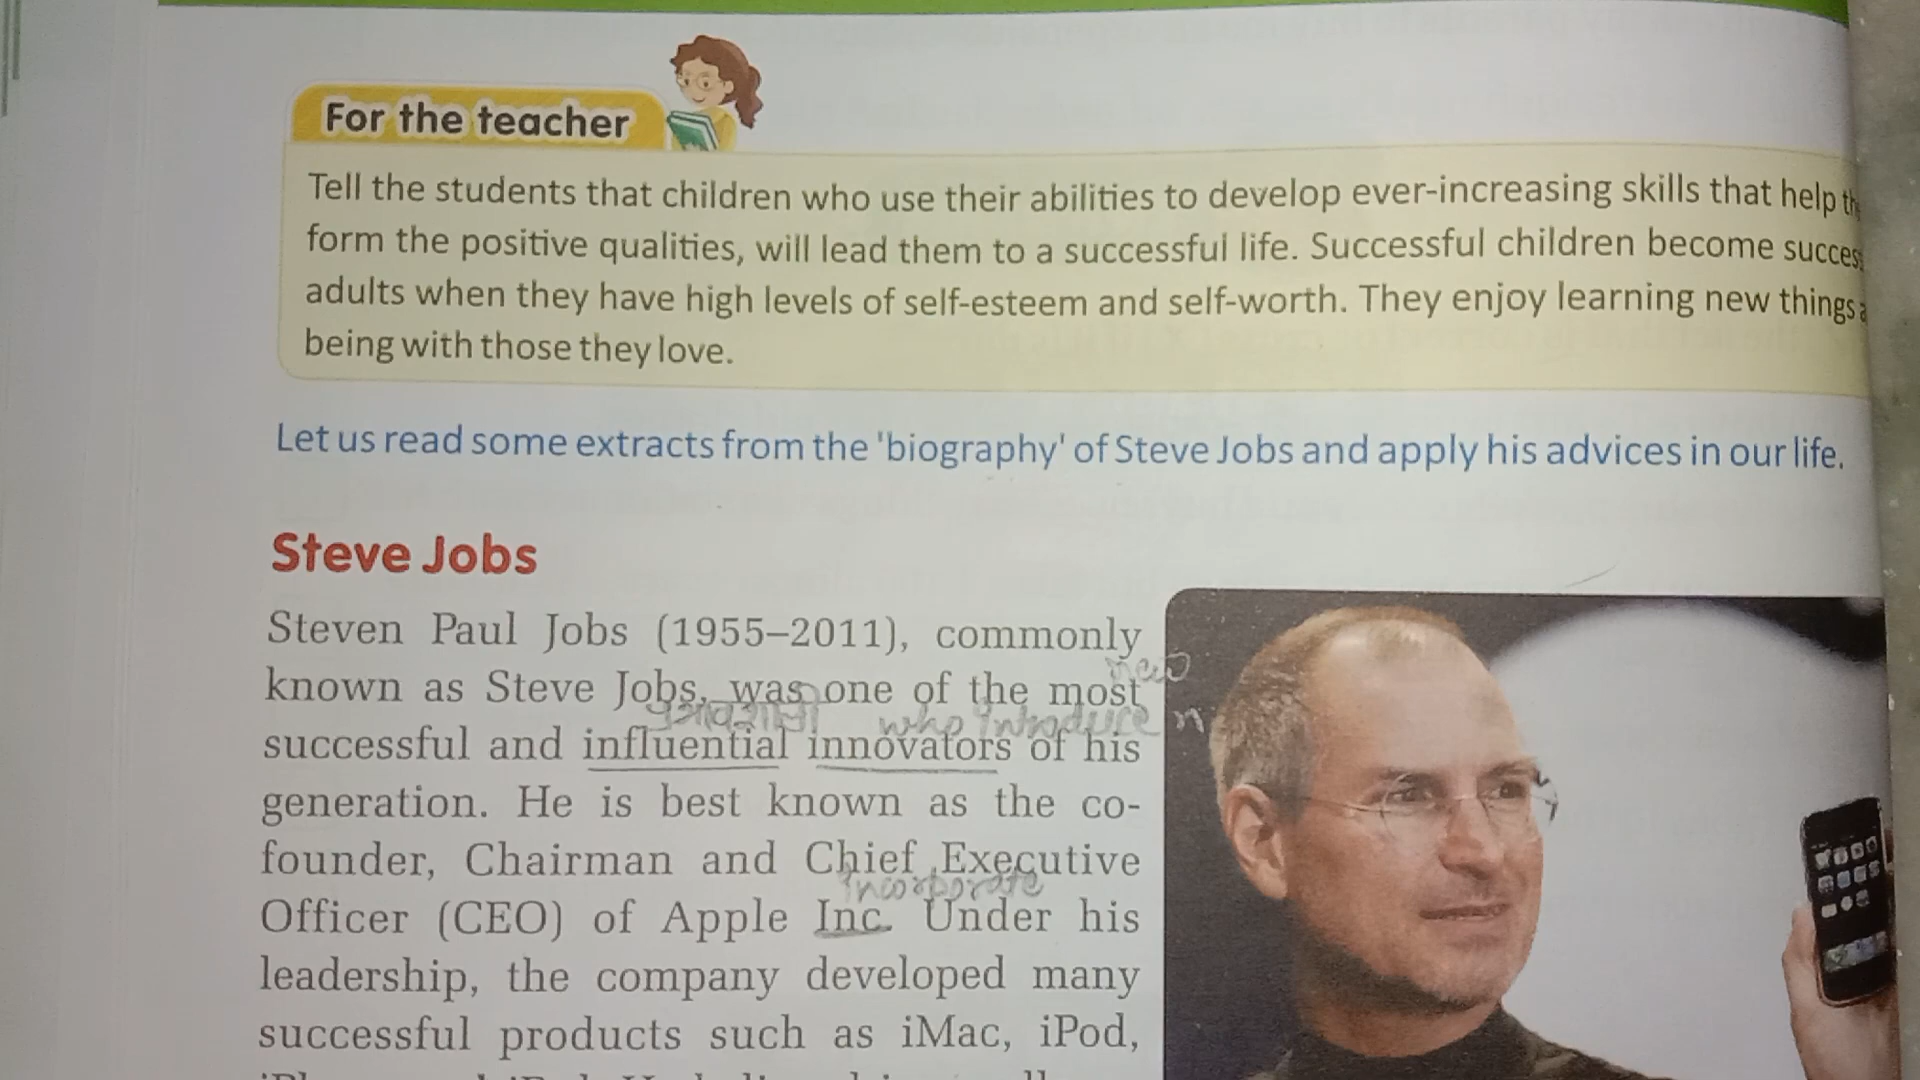 For the teacher
Tell the students that children who use their abilities to develop ever-increasing skills that help
form the positive qualities, will lead them to a successful life. Successful children become
adults when they have high levels of self-esteem and self-worth. They enjoy learning new things
being with those they love.
Let us read some extracts from the 'biography' of Steve Jobs and apply his advices in our life.
Steve Jobs
Steven Paul Jobs (1955–2011), commonly
known as Steve Jobs, was one of the most
who introduce
successful and influential innovators of his
generation. He is best known as the co-
founder, Chairman and Chief Executive
incorporate
Officer (CEO) of Apple Inc. Under his
leadership, the company developed many
successful products such as iMac, iPod,